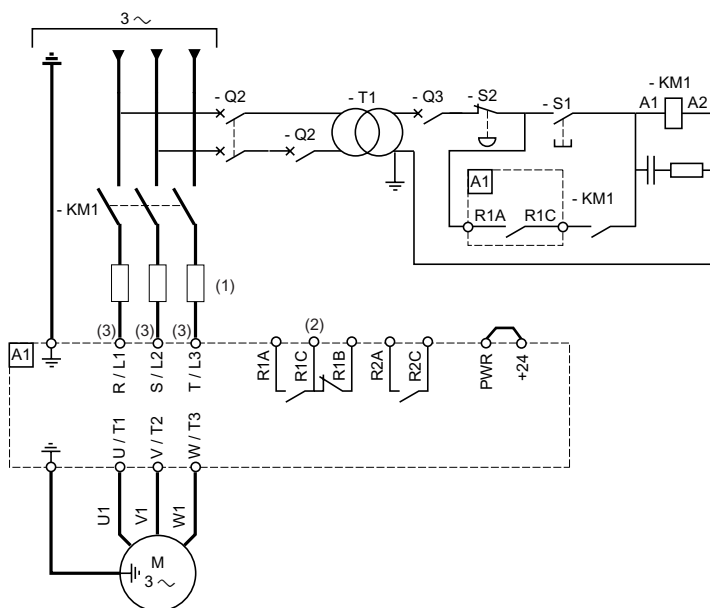 3 ~
- Q2
- T1
- Q3
- S2
- S1
- KM1
A1
A2
- Q2
A1
- KM1
- KM1
R1A
R1C
(1)
(3)
(3)
(3)
(2)
A1
R / L1
S / L2
T / L3
R1A
R1C
R1B
R2A
R2C
PWR
+24
U / T1
V / T2
W / T3
U1
V1
W1
M
3 ~